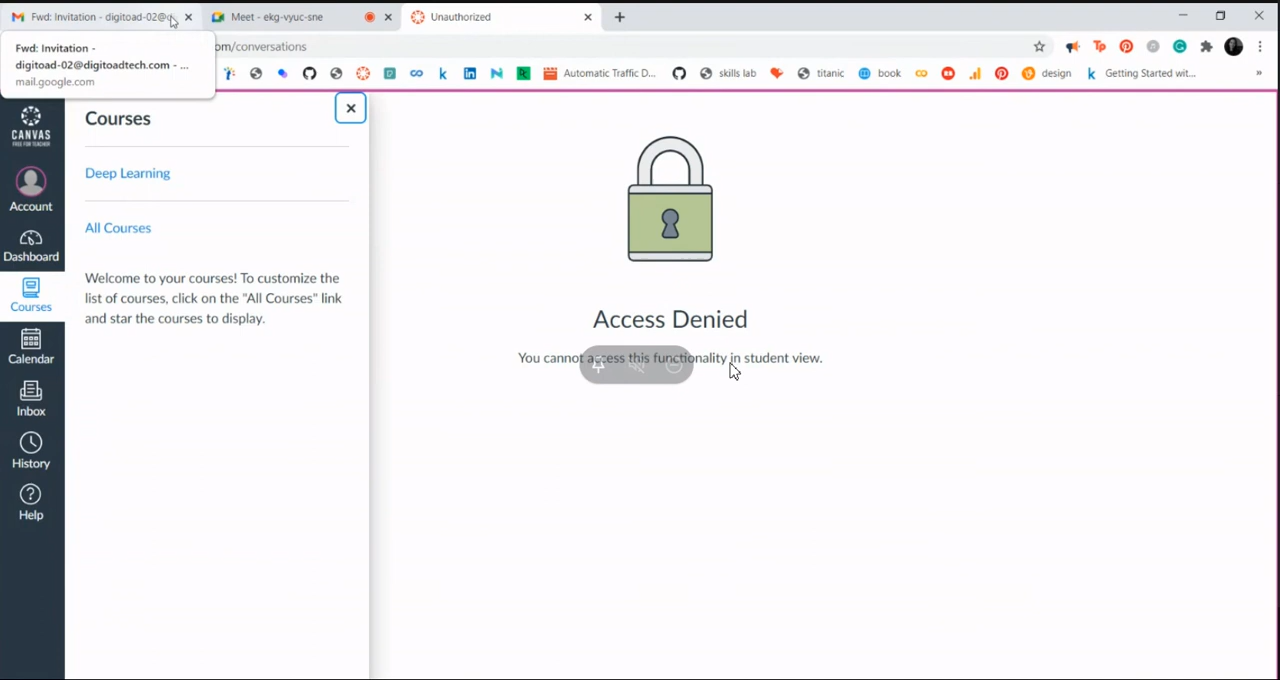 Fwd: Invitation - digitoad-02@d
Meet - ekg-vyuc-sne
Unauthorized
Fwd: Invitation -
digitoad-02@digitoadtech.com - ...
mail.google.com
om/conversations
Automatic Traffic D...
skills lab
titanic
book
design
Getting Started wit...
CANVAS
FREE FOR TEACHER
Account
Dashboard
Courses
Calendar
Inbox
History
Help
Courses
Deep Learning
All Courses
Welcome to your courses! To customize the
list of courses, click on the "All Courses" link
and star the courses to display.
Access Denied
You cannot access this functionality in student view.